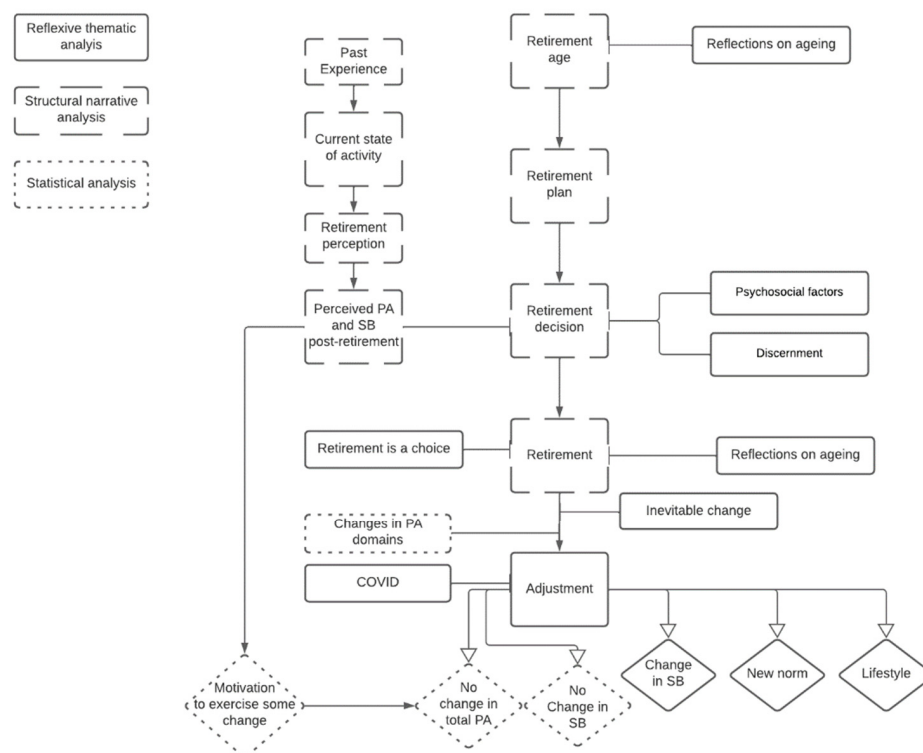 Reflexive thematic
analyis
Structural narrative
analysis
Statistical analysis
Past
Experience
Current state
of activity
Retirement
perception
Perceived PA
and SB
post-retirement
Retirement
age
Reflections on ageing
Retirement
plan
Retirement
decision
Psychosocial factors
Discernment
Retirement is a choice
Retirement
Reflections on ageing
Inevitable change
Changes in PA
domains
COVID
Adjustment
Motivation
to exercise some
change
No
change in
total PA
No
Change in
SB
Change
in SB
New norm
Lifestyle